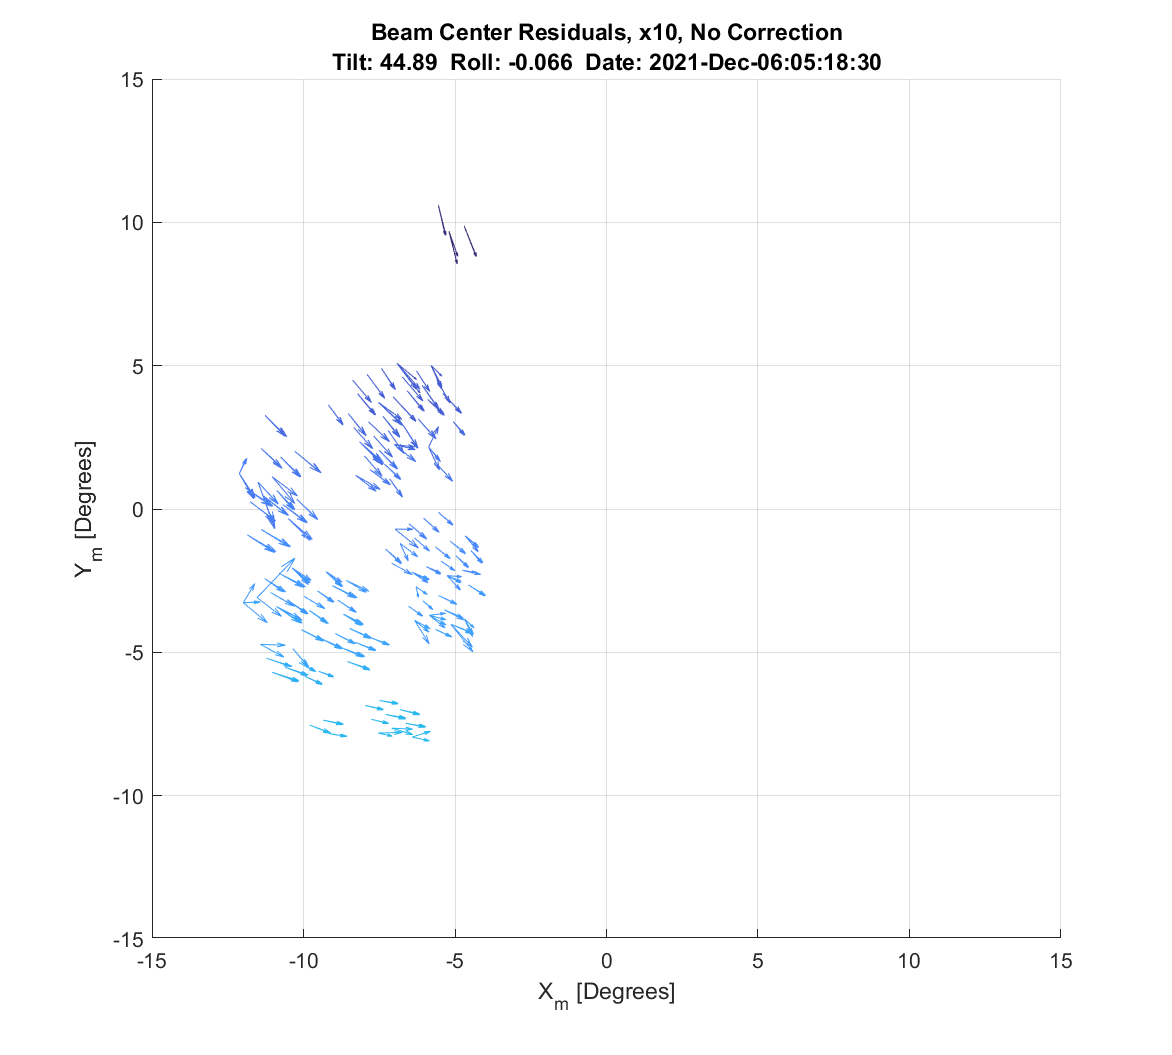 Beam Center Residuals, x10, No Correction
Tilt: 44.89 Roll: -0.066 Date: 2021-Dec-06:05:18:30
15
10
5
0
-5
-10
-15
Y_m [Degrees]
-15 -10 -5 0 5 10 15
X_m [Degrees]